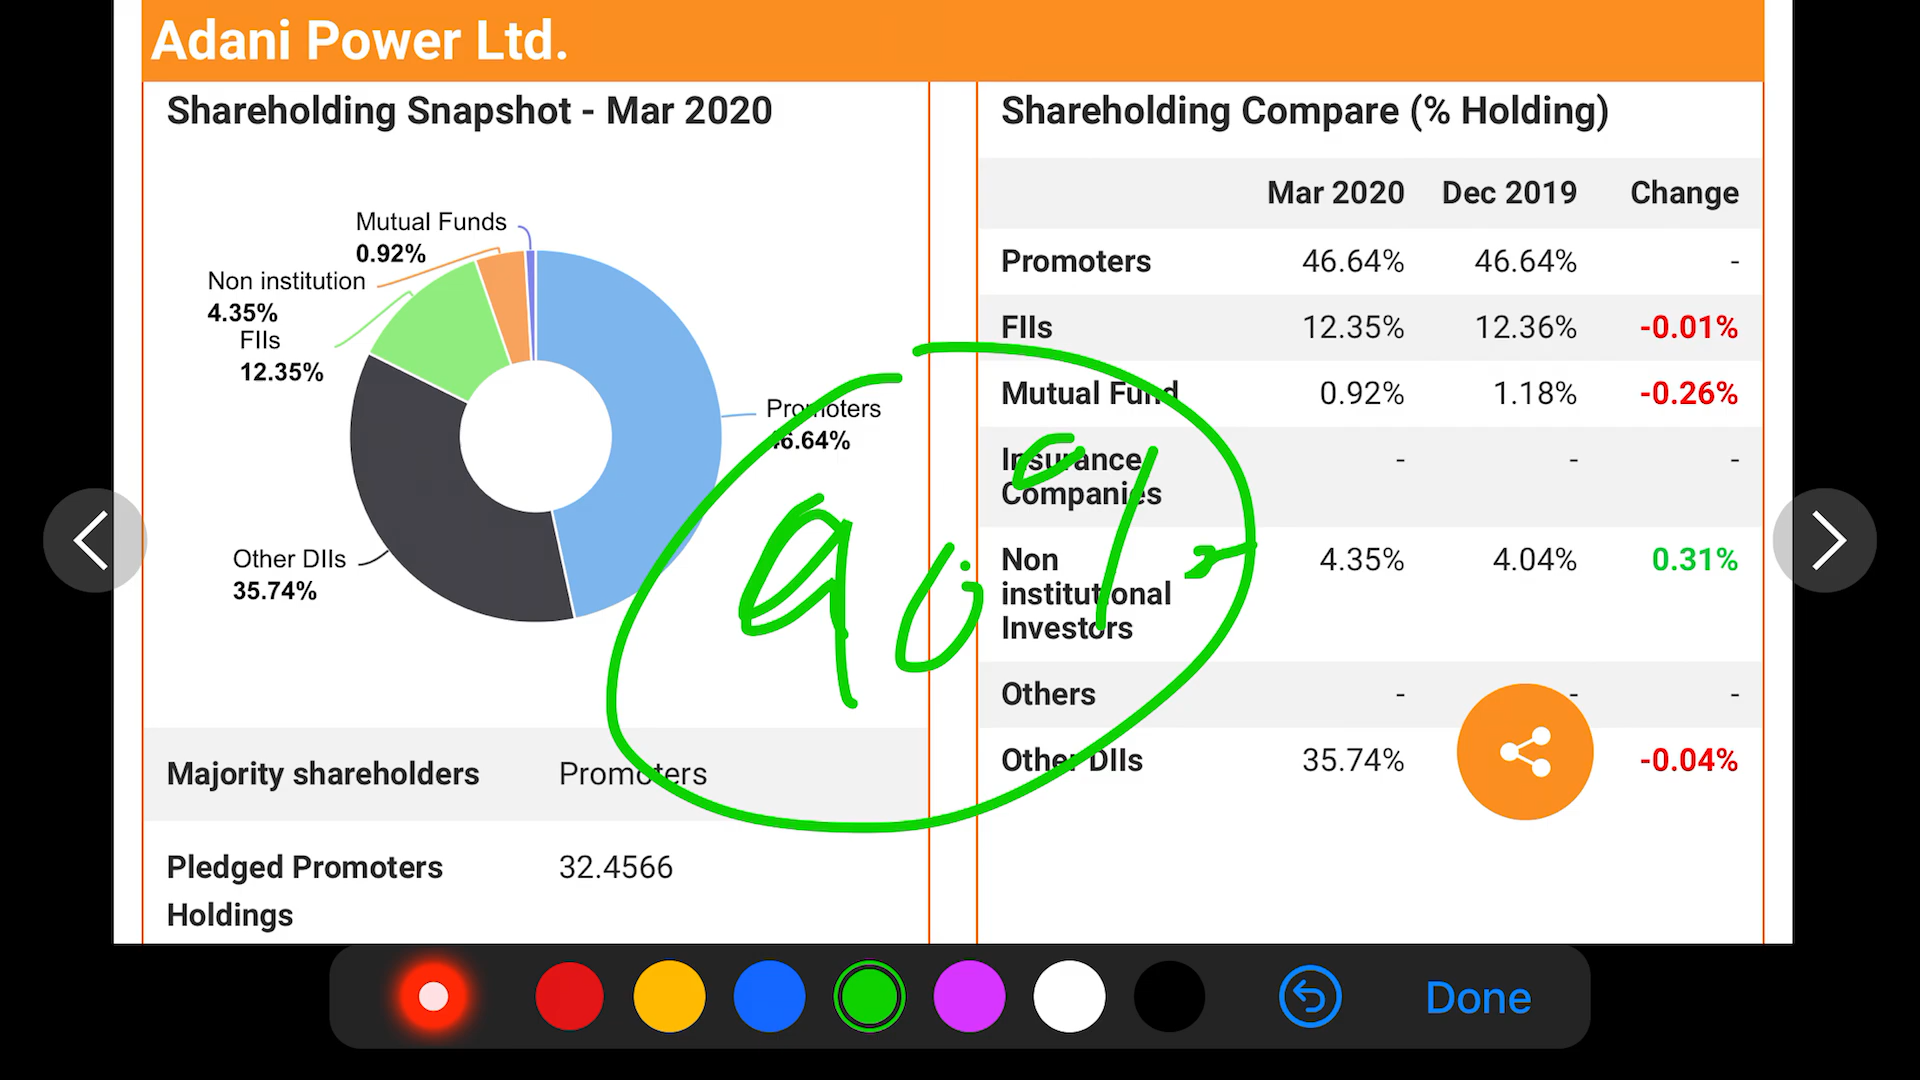 Adani Power Ltd.
Shareholding Snapshot - Mar 2020
Mutual Funds
0.92%
Non institution
4.35%
FIIs
12.35%
Promoters
46.64%
Other DIIs
35.74%
90%
Majority shareholders Promoters
Pledged Promoters 32.4566
Holdings
Shareholding Compare (% Holding)
Mar 2020 Dec 2019 Change
Promoters 46.64% 46.64% -
FIIs 12.35% 12.36% -0.01%
Mutual Fund 0.92% 1.18% -0.26%
Insurance - - -
Companies
Non 4.35% 4.04% 0.31%
institutional
Investors
Others - - -
Other DIIs 35.74% -0.04%
Done